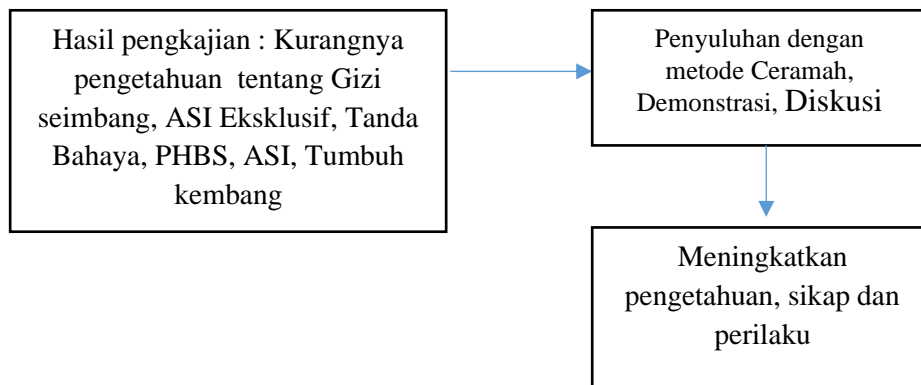 Hasil pengkajian : Kurangnya
pengetahuan tentang Gizi
seimbang, ASI Eksklusif, Tanda
Bahaya, PHBS, ASI, Tumbuh
kembang
Penyuluhan dengan
metode Ceramah,
Demonstrasi, Diskusi
Meningkatkan
pengetahuan, sikap dan
perilaku